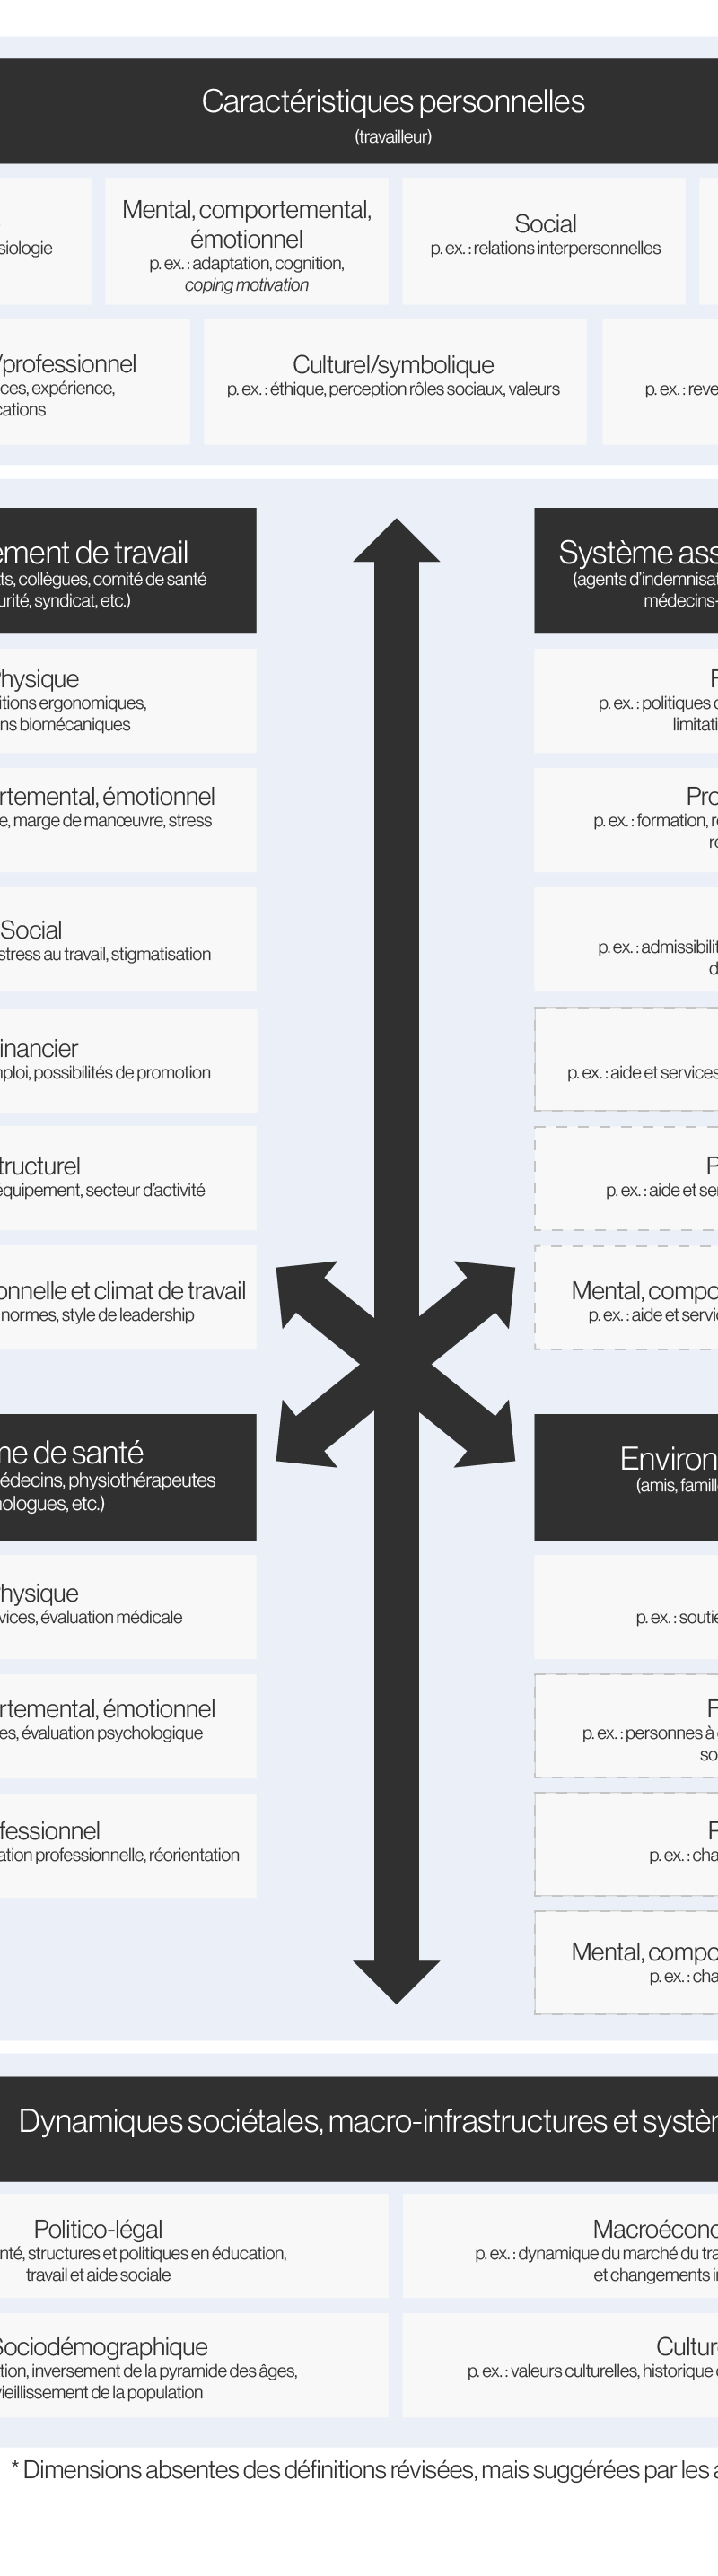 Caractéristiques personnelles
(travailleur)
siologie
Mental, comportemental,
émotionnel
p. ex. : adaptation, cognition,
coping motivation
Social
p. ex. : relations interpersonnelles
/professionnel
ces, expérience,
cations
Culturel/symbolique
p. ex. : éthique, perception rôles sociaux, valeurs
p. ex. : reve
ement de travail
ts, collègues, comité de santé
urité, syndicat, etc.)
Physique
itions ergonomiques,
ns biomécaniques
rtemental, émotionnel
e, marge de manœuvre, stress
Social
stress au travail, stigmatisation
inancier
ploi, possibilités de promotion
tructurel
équipement, secteur d'activité
onnelle et climat de travail
normes, style de leadership
Système ass
(agents d'indemnisat
médecins-
F
p. ex. : politiques
limitati
Pro
p. ex. : formation, r
re
p. ex. : admissibilit
d
p. ex. : aide et services
P
p. ex. : aide et ser
Mental, compo
p. ex. : aide et servic
me de santé
édecins, physiothérapeutes
hologues, etc.)
Physique
vices, évaluation médicale
rtemental, émotionnel
es, évaluation psychologique
fessionnel
ation professionnelle, réorientation
Environ
(amis, famill
p. ex. : soutie
F
p. ex. : personnes à
so
P
p. ex. : cha
Mental, compo
p. ex. : cha
Dynamiques sociétales, macro-infrastructures et systèm
Politico-légal
nté, structures et politiques en éducation,
travail et aide sociale
Macroécono
p. ex. : dynamique du marché du tra
et changements i
Sociodémographique
tion, inversement de la pyramide des âges,
vieillissement de la population
Cultur
p. ex. : valeurs culturelles, historique
* Dimensions absentes des définitions révisées, mais suggérées par les a